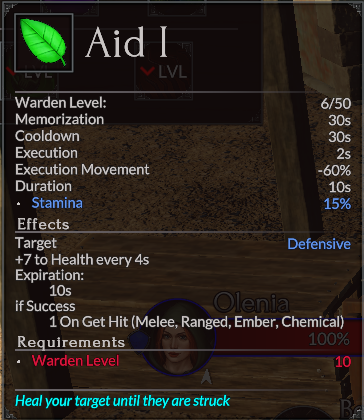 Aid I
LVL
LVL
Warden Level: 6/50
Memorization 30s
Cooldown 30s
Execution 2s
Execution Movement -60%
Duration 10s
• Stamina 15%
Effects
Target Defensive
+7 to Health every 4s
Expiration:
10s
if Success
1 On Get Hit (Melee, Ranged, Ember, Chemical)
Olenia
100%
Requirements
• Warden Level 10
Heal your target until they are struck